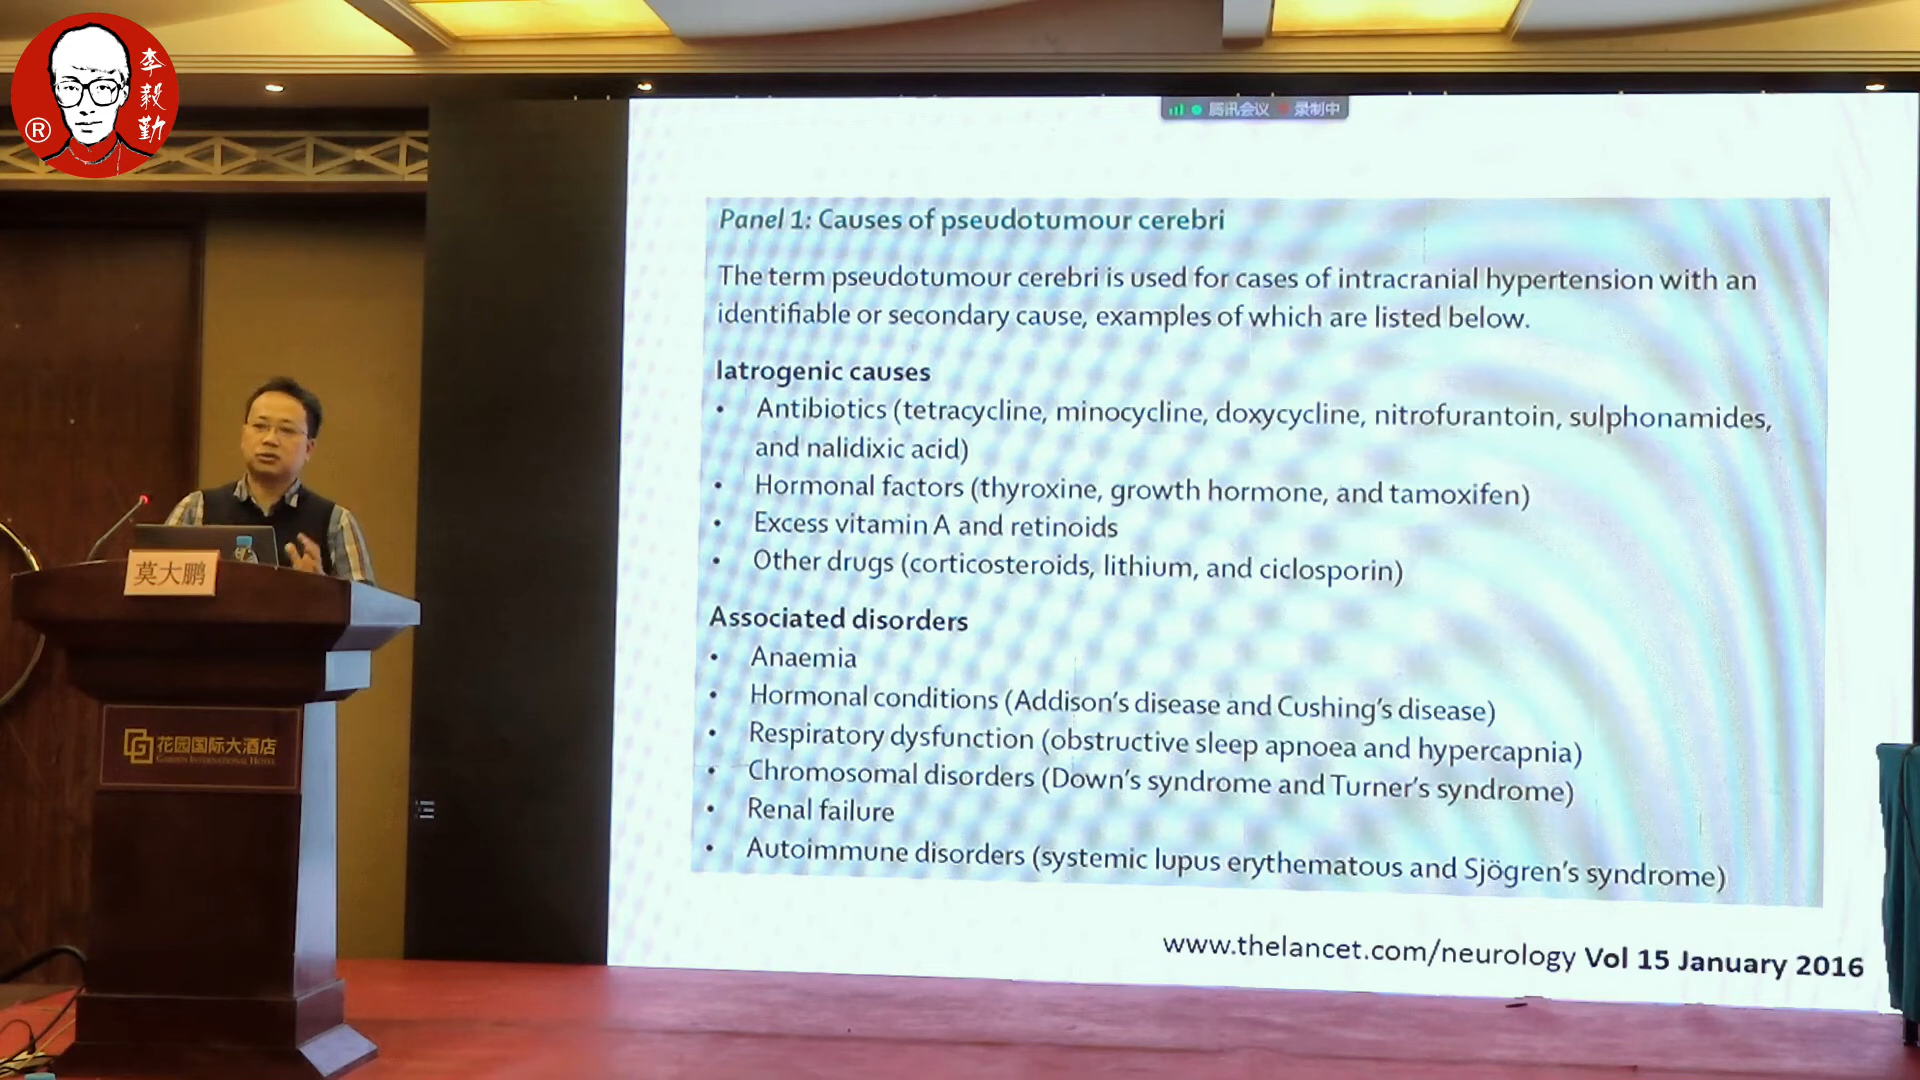 李毅勤
®
腾讯会议 录制中
Panel 1: Causes of pseudotumour cerebri
The term pseudotumour cerebri is used for cases of intracranial hypertension with an
identifiable or secondary cause, examples of which are listed below.
Iatrogenic causes
• Antibiotics (tetracycline, minocycline, doxycycline, nitrofurantoin, sulphonamides,
and nalidixic acid)
• Hormonal factors (thyroxine, growth hormone, and tamoxifen)
• Excess vitamin A and retinoids
• Other drugs (corticosteroids, lithium, and ciclosporin)
Associated disorders
• Anaemia
• Hormonal conditions (Addison's disease and Cushing's disease)
• Respiratory dysfunction (obstructive sleep apnoea and hypercapnia)
• Chromosomal disorders (Down's syndrome and Turner's syndrome)
• Renal failure
• Autoimmune disorders (systemic lupus erythematous and Sjögren's syndrome)
www.thelancet.com/neurology Vol 15 January 2016
莫大鹏
花园国际大酒店
GARDEN INTERNATIONAL HOTEL